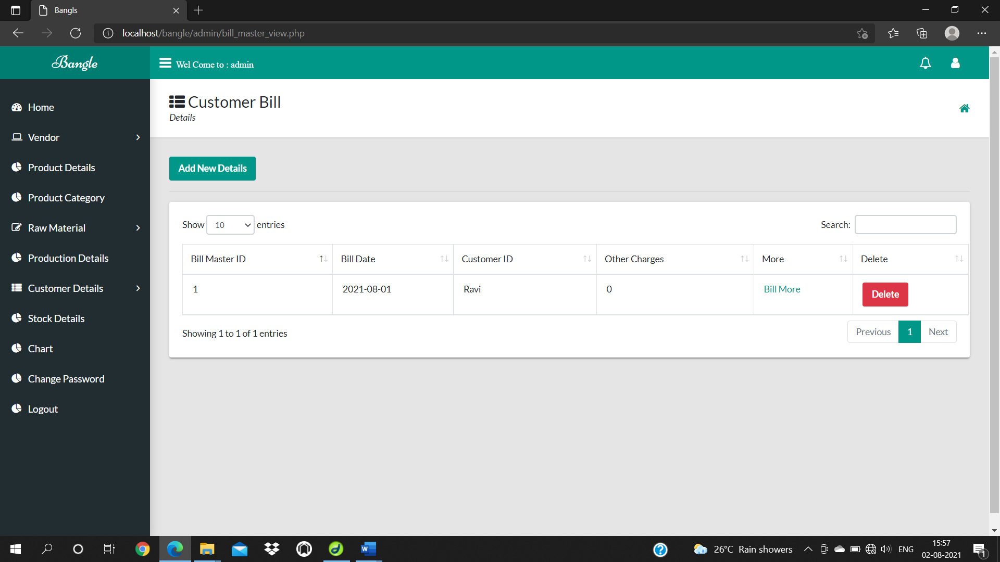 Bangls
localhost/bangle/admin/bill_master_view.php
Bangle
Wel Come to : admin
Customer Bill
Details
Home
Vendor
Product Details
Product Category
Raw Material
Production Details
Customer Details
Stock Details
Chart
Change Password
Logout
Add New Details
Show 10 entries
Search:
Bill Master ID Bill Date Customer ID Other Charges More Delete
1 2021-08-01 Ravi 0 Bill More Delete
Showing 1 to 1 of 1 entries
Previous 1 Next
26°C Rain showers
ENG
15:57
02-08-2021
1